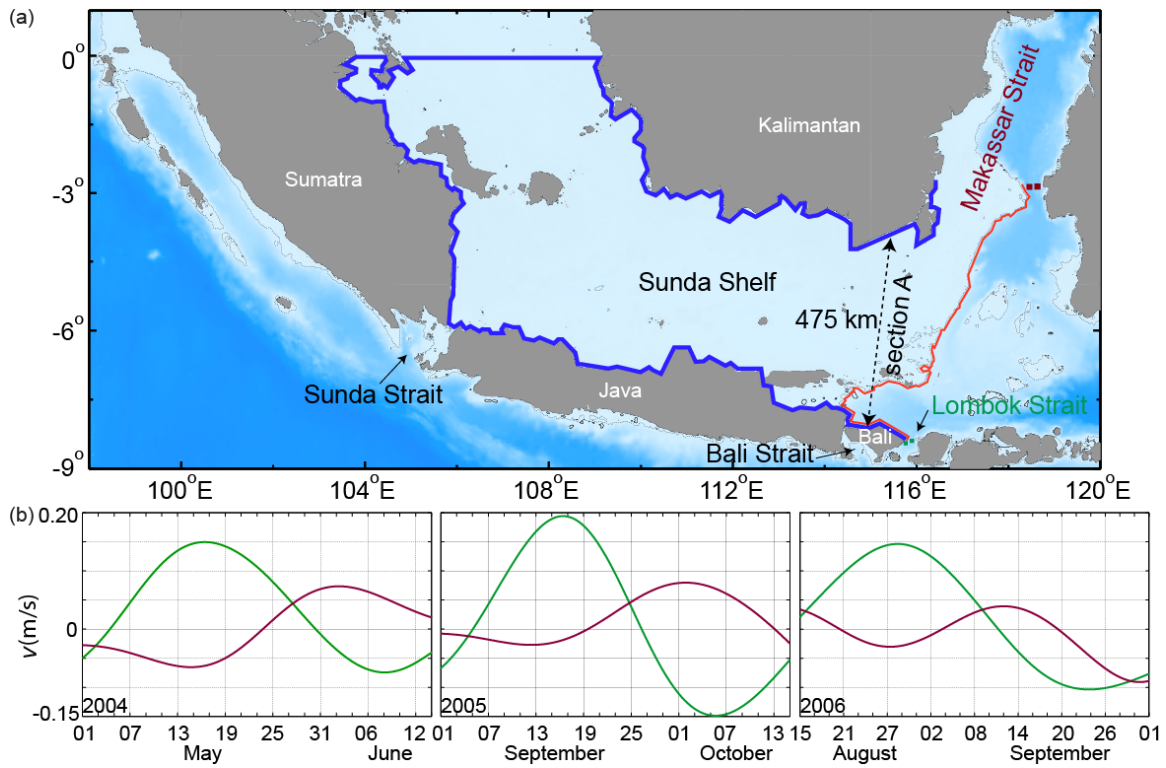 (a)
0°
-3°
-6°
-9°
Makassar Strait
Kalimantan
Sumatra
Sunda Shelf
475 km
section A
Sunda Strait
Java
Lombok Strait
Bali
Bali Strait
100°E 104°E 108°E 112°E 116°E 120°E
(b)
0.20
0
-0.15
v(m/s)
2004 2005 2006
01 07 13 19 25 31 06 12 01 07 13 19 25 01 07 13 15 21 27 02 08 14 20 26 01
May June September October August September